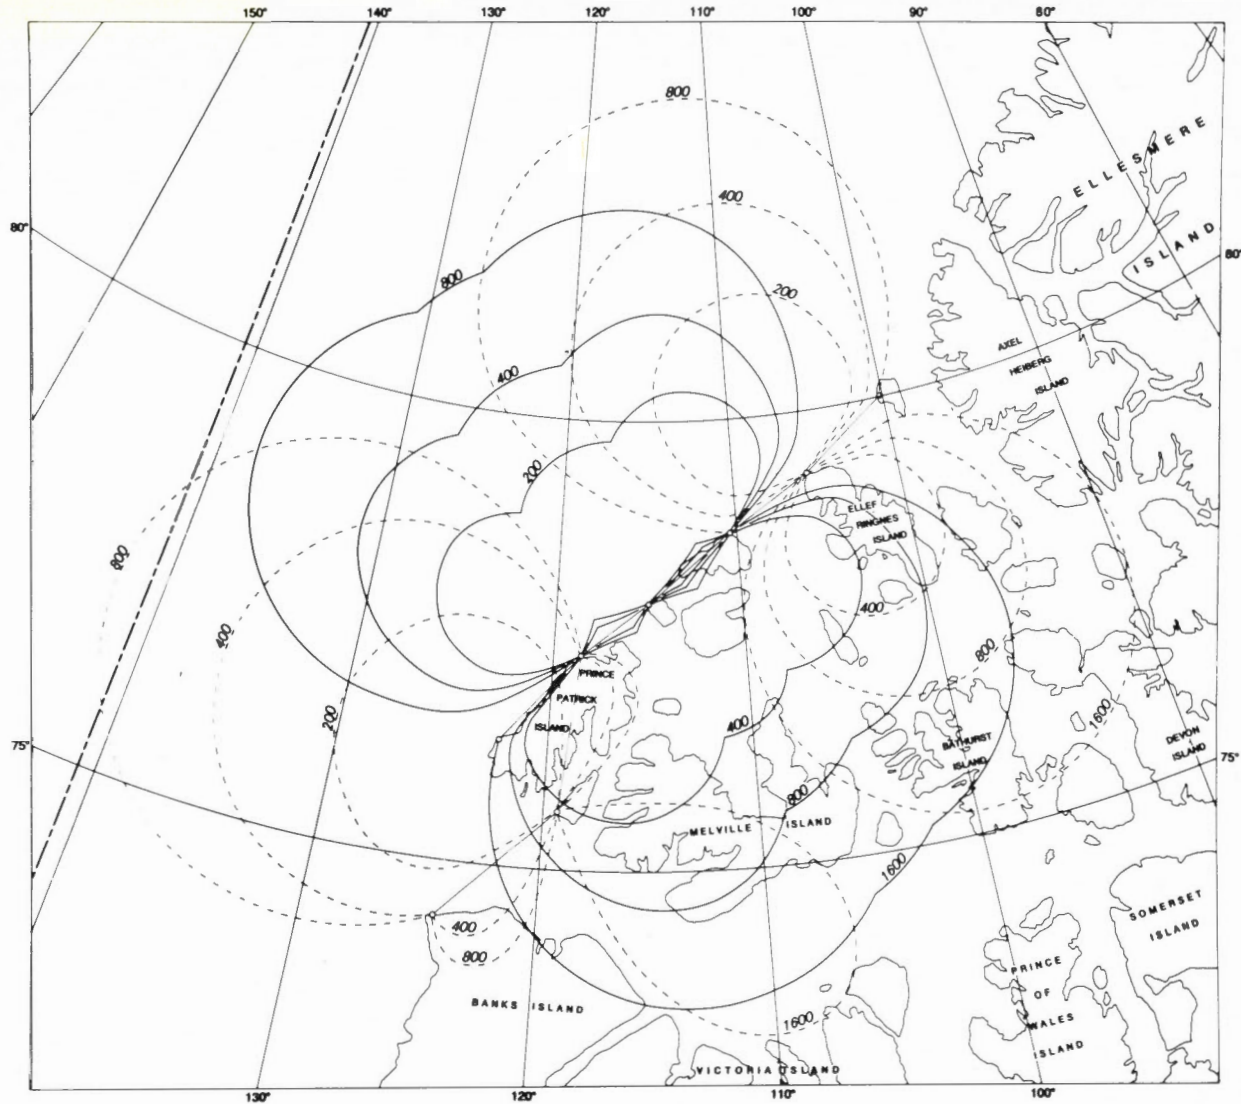 150° 140° 130° 120° 110° 100° 90° 80°
800
ELLESMERE
400
80°
ISLAND
80°
800
200
AXEL
HEIBERG
ISLAND
400
200
ELLEF
RINGNES
ISLAND
800
400
400
800
PRINCE
PATRICK
ISLAND
200
1600
400
75°
BATHURST
ISLAND
DEVON
ISLAND
75°
800
MELVILLE ISLAND
1600
SOMERSET
ISLAND
400
800
PRINCE
OF
WALES
ISLAND
BANKS ISLAND
1600
VICTORIA ISLAND
130° 120° 110° 100°